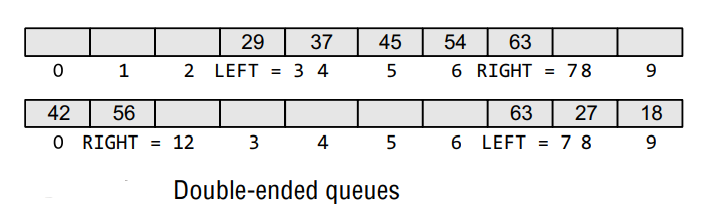 29 37 45 54 63
0 1 2 LEFT = 3 4 5 6 RIGHT = 7 8 9
42 56 63 27 18
0 RIGHT = 1 2 3 4 5 6 LEFT = 7 8 9
Double-ended queues